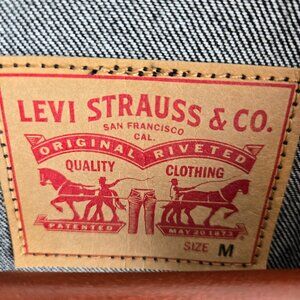 LEVI STRAUSS & CO.
SAN FRANCISCO
CAL.
ORIGINAL RIVETED
QUALITY CLOTHING
PATENTED MAY 20 1873
SIZE M